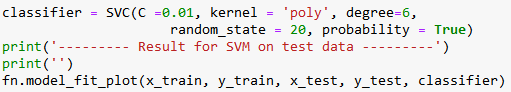 classifier = SVC(C =0.01, kernel = 'poly', degree=6,
random_state = 20, probability = True)
print('--------- Result for SVM on test data ---------')
print('')
fn.model_fit_plot(x_train, y_train, x_test, y_test, classifier)